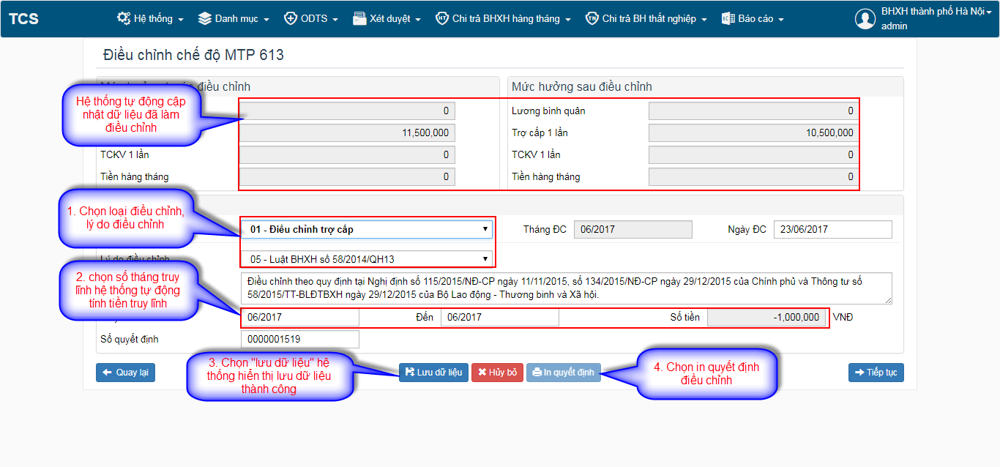 TCS
Hệ thống
Danh mục
ODTS
Xét duyệt
Chi trả BHXH hàng tháng
Chi trả BH thất nghiệp
Báo cáo
BHXH thành phố Hà Nội
admin
Điều chỉnh chế độ MTP 613
điều chỉnh
Mức hưởng sau điều chỉnh
Hệ thống tự động cập
nhật dữ liệu đã làm
điều chỉnh
0
Lương bình quân
0
11,500,000
Trợ cấp 1 lần
10,500,000
TCKV 1 lần
0
TCKV 1 lần
0
Tiền hàng tháng
0
Tiền hàng tháng
0
1. Chọn loại điều chỉnh,
lý do điều chỉnh
01 - Điều chỉnh trợ cấp
Tháng ĐC
06/2017
Ngày ĐC
23/06/2017
Lý do điều chỉnh
05 - Luật BHXH số 58/2014/QH13
2. chọn số tháng truy
lĩnh hệ thống tự động
tính tiền truy lĩnh
Điều chỉnh theo quy định tại Nghị định số 115/2015/NĐ-CP ngày 11/11/2015, số 134/2015/NĐ-CP ngày 29/12/2015 của Chính phủ và Thông tư số
58/2015/TT-BLĐTBXH ngày 29/12/2015 của Bộ Lao động - Thương binh và Xã hội.
06/2017
Đến
06/2017
Số tiền
-1,000,000
VNĐ
Số quyết định
0000001519
Quay lại
3. Chọn "lưu dữ liệu" hệ
thống hiển thị lưu dữ liệu
thành công
Lưu dữ liệu
Hủy bỏ
In quyết định
4. Chọn in quyết định
điều chỉnh
Tiếp tục